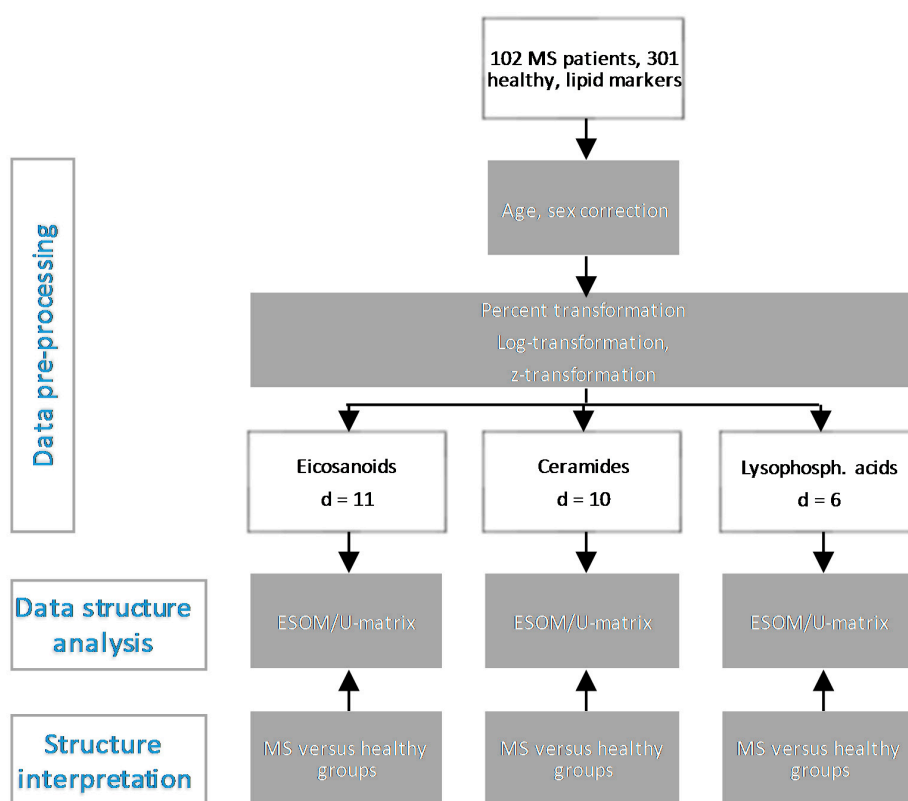 102 MS patients, 301
healthy, lipid markers
Data pre-processing
Age, sex correction
Percent transformation
Log-transformation,
z-transformation
Eicosanoids
d = 11
Ceramides
d = 10
Lysophosph. acids
d = 6
Data structure
analysis
ESOM/U-matrix
ESOM/U-matrix
ESOM/U-matrix
Structure
interpretation
MS versus healthy
groups
MS versus healthy
groups
MS versus healthy
groups